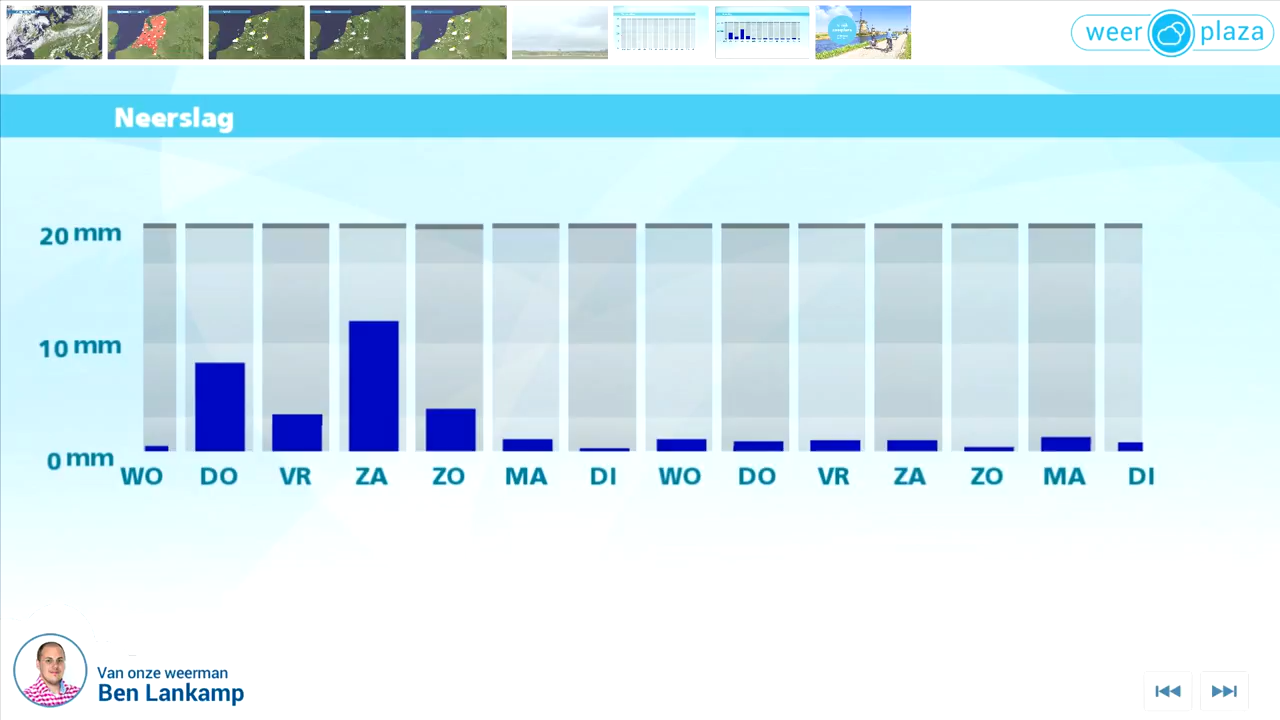 weer plaza
Neerslag
20 mm
10 mm
0 mm
WO DO VR ZA ZO MA DI WO DO VR ZA ZO MA DI
Van onze weerman
Ben Lankamp